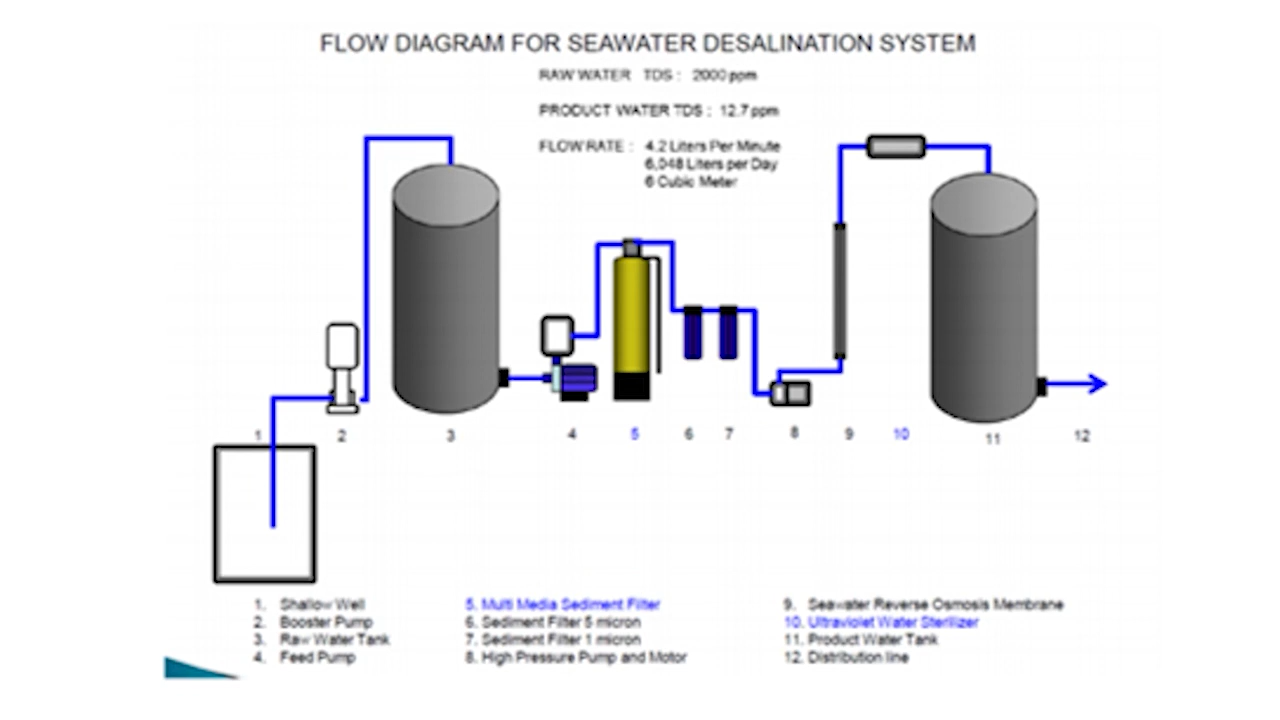 FLOW DIAGRAM FOR SEAWATER DESALINATION SYSTEM
RAW WATER TDS : 2000 ppm
PRODUCT WATER TDS : 12.7 ppm
FLOW RATE : 4.2 Liters Per Minute
6,048 Liters per Day
6 Cubic Meter
1 2 3 4 5 6 7 8 9 10 11 12
1. Shallow Well
2. Booster Pump
3. Raw Water Tank
4. Feed Pump
5. Multi Media Sediment Filter
6. Sediment Filter 5 micron
7. Sediment Filter 1 micron
8. High Pressure Pump and Motor
9. Seawater Reverse Osmosis Membrane
10. Ultraviolet Water Sterilizer
11. Product Water Tank
12. Distribution line